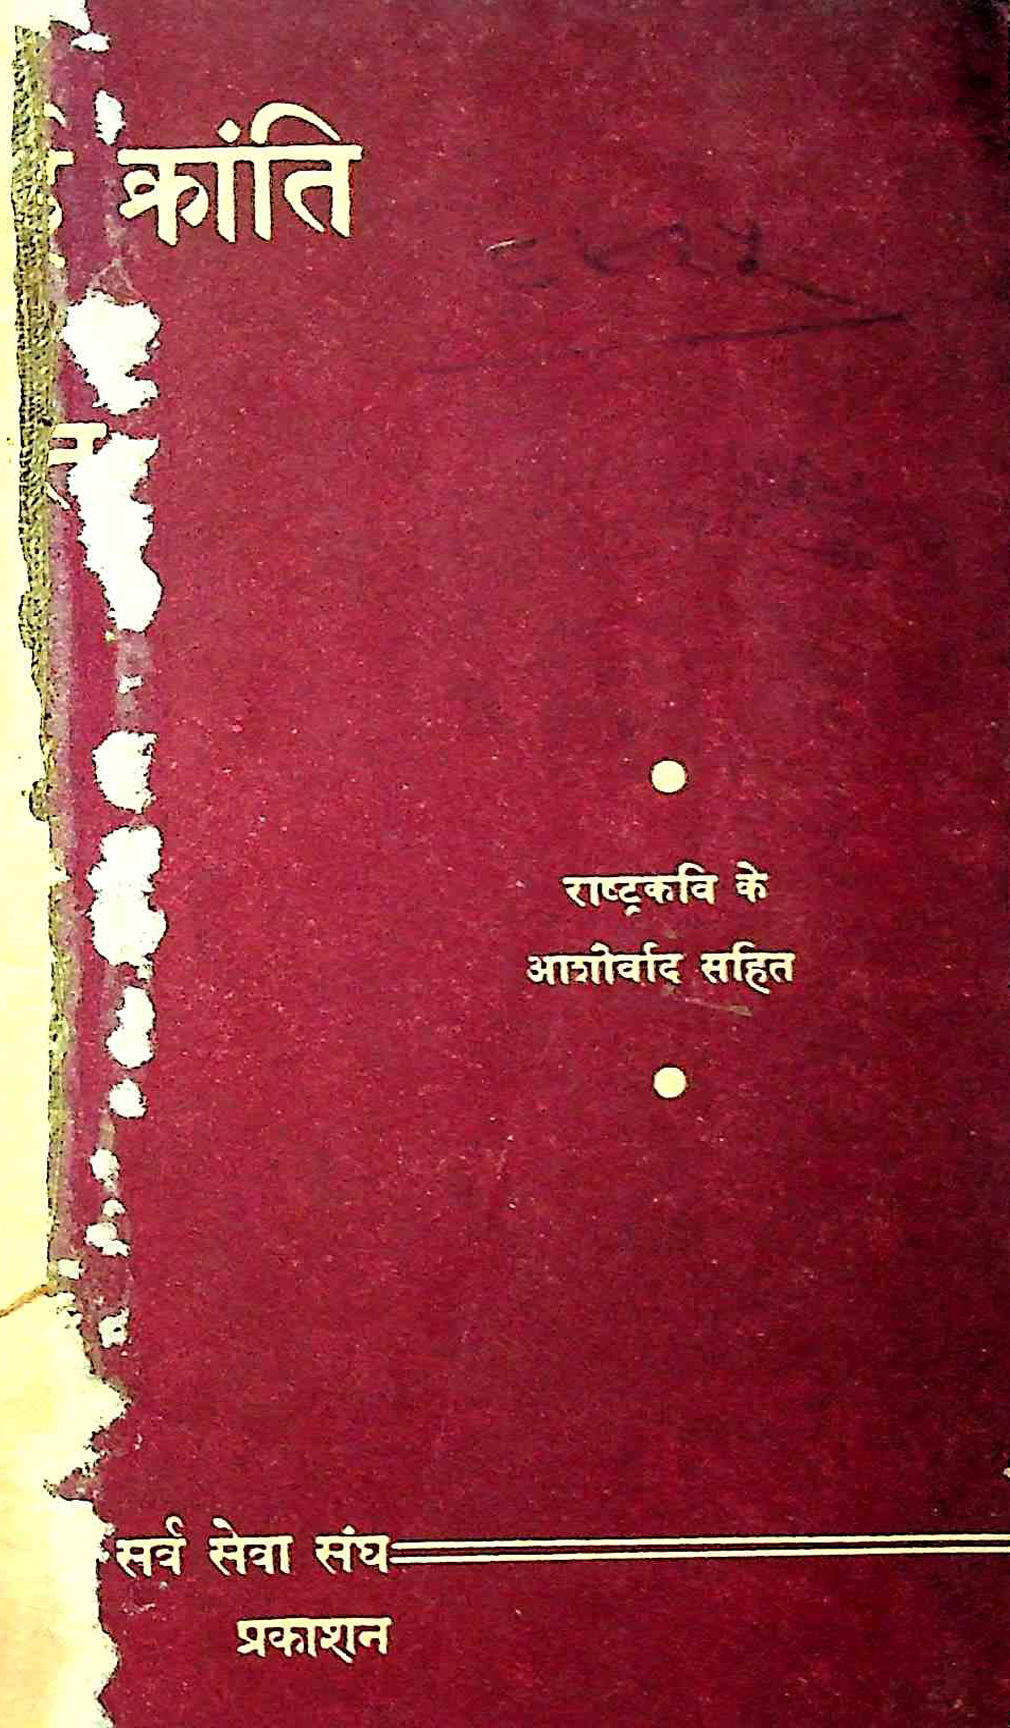 क्रांति
राष्ट्रकवि के
आशीर्वाद सहित
सर्व सेवा संघ
प्रकाशन